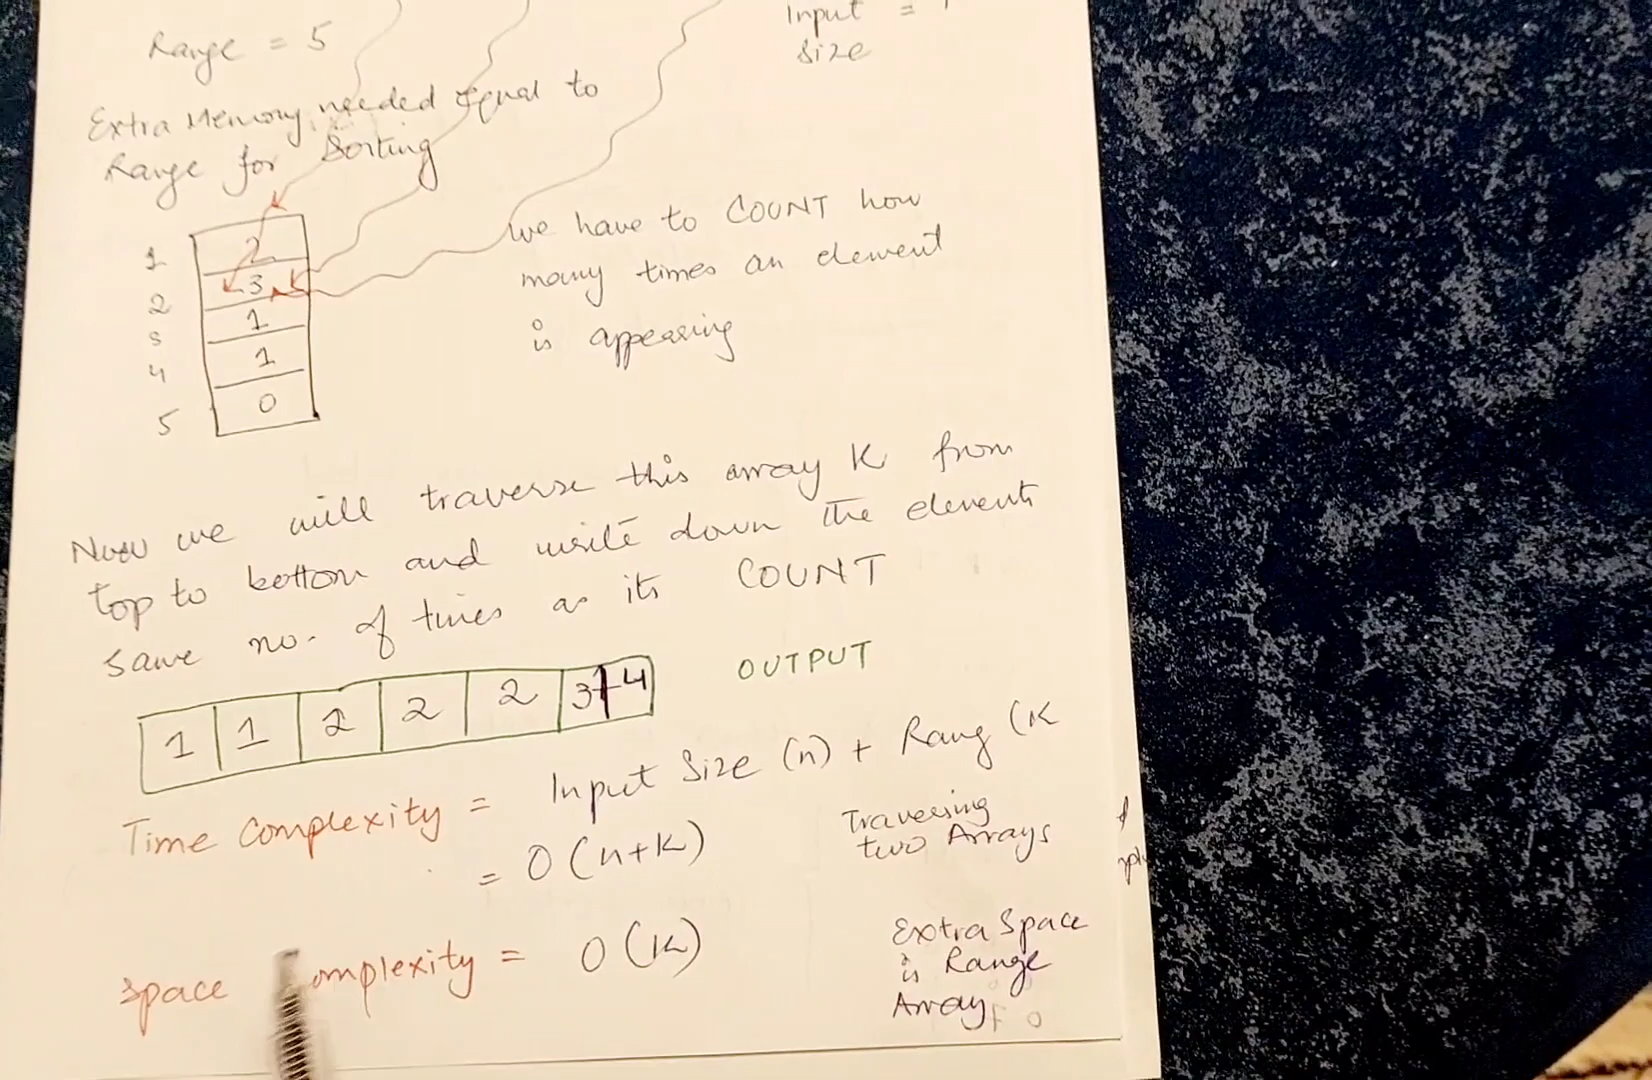 Range = 5
Input =
Size
Extra Memory needed Equal to
Range for Sorting
1 2
2 3
3 1
4 1
5 0
we have to COUNT how
many times an element
is appearing
Now we will traverse this array K from
top to bottom and write down the elements
same no. of times as its COUNT
1 1 2 2 2 3 4
OUTPUT
Time Complexity = Input Size (n) + Rang (K
= O(n+K)
Traversing
two Arrays
Space omplexity = O(K)
Extra Space
is Range
Array